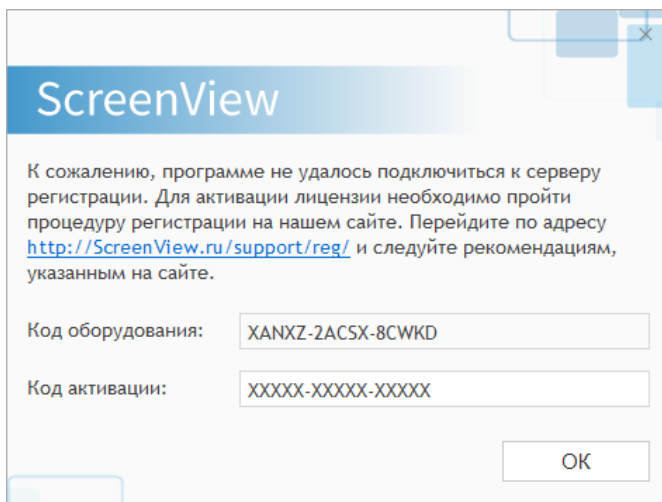 ScreenView
К сожалению, программе не удалось подключиться к серверу
регистрации. Для активации лицензии необходимо пройти
процедуру регистрации на нашем сайте. Перейдите по адресу
http://ScreenView.ru/support/reg/ и следуйте рекомендациям,
указанным на сайте.
Код оборудования: XANXZ-2ACSX-8CWKD
Код активации: XXXXX-XXXXX-XXXXX
ОК